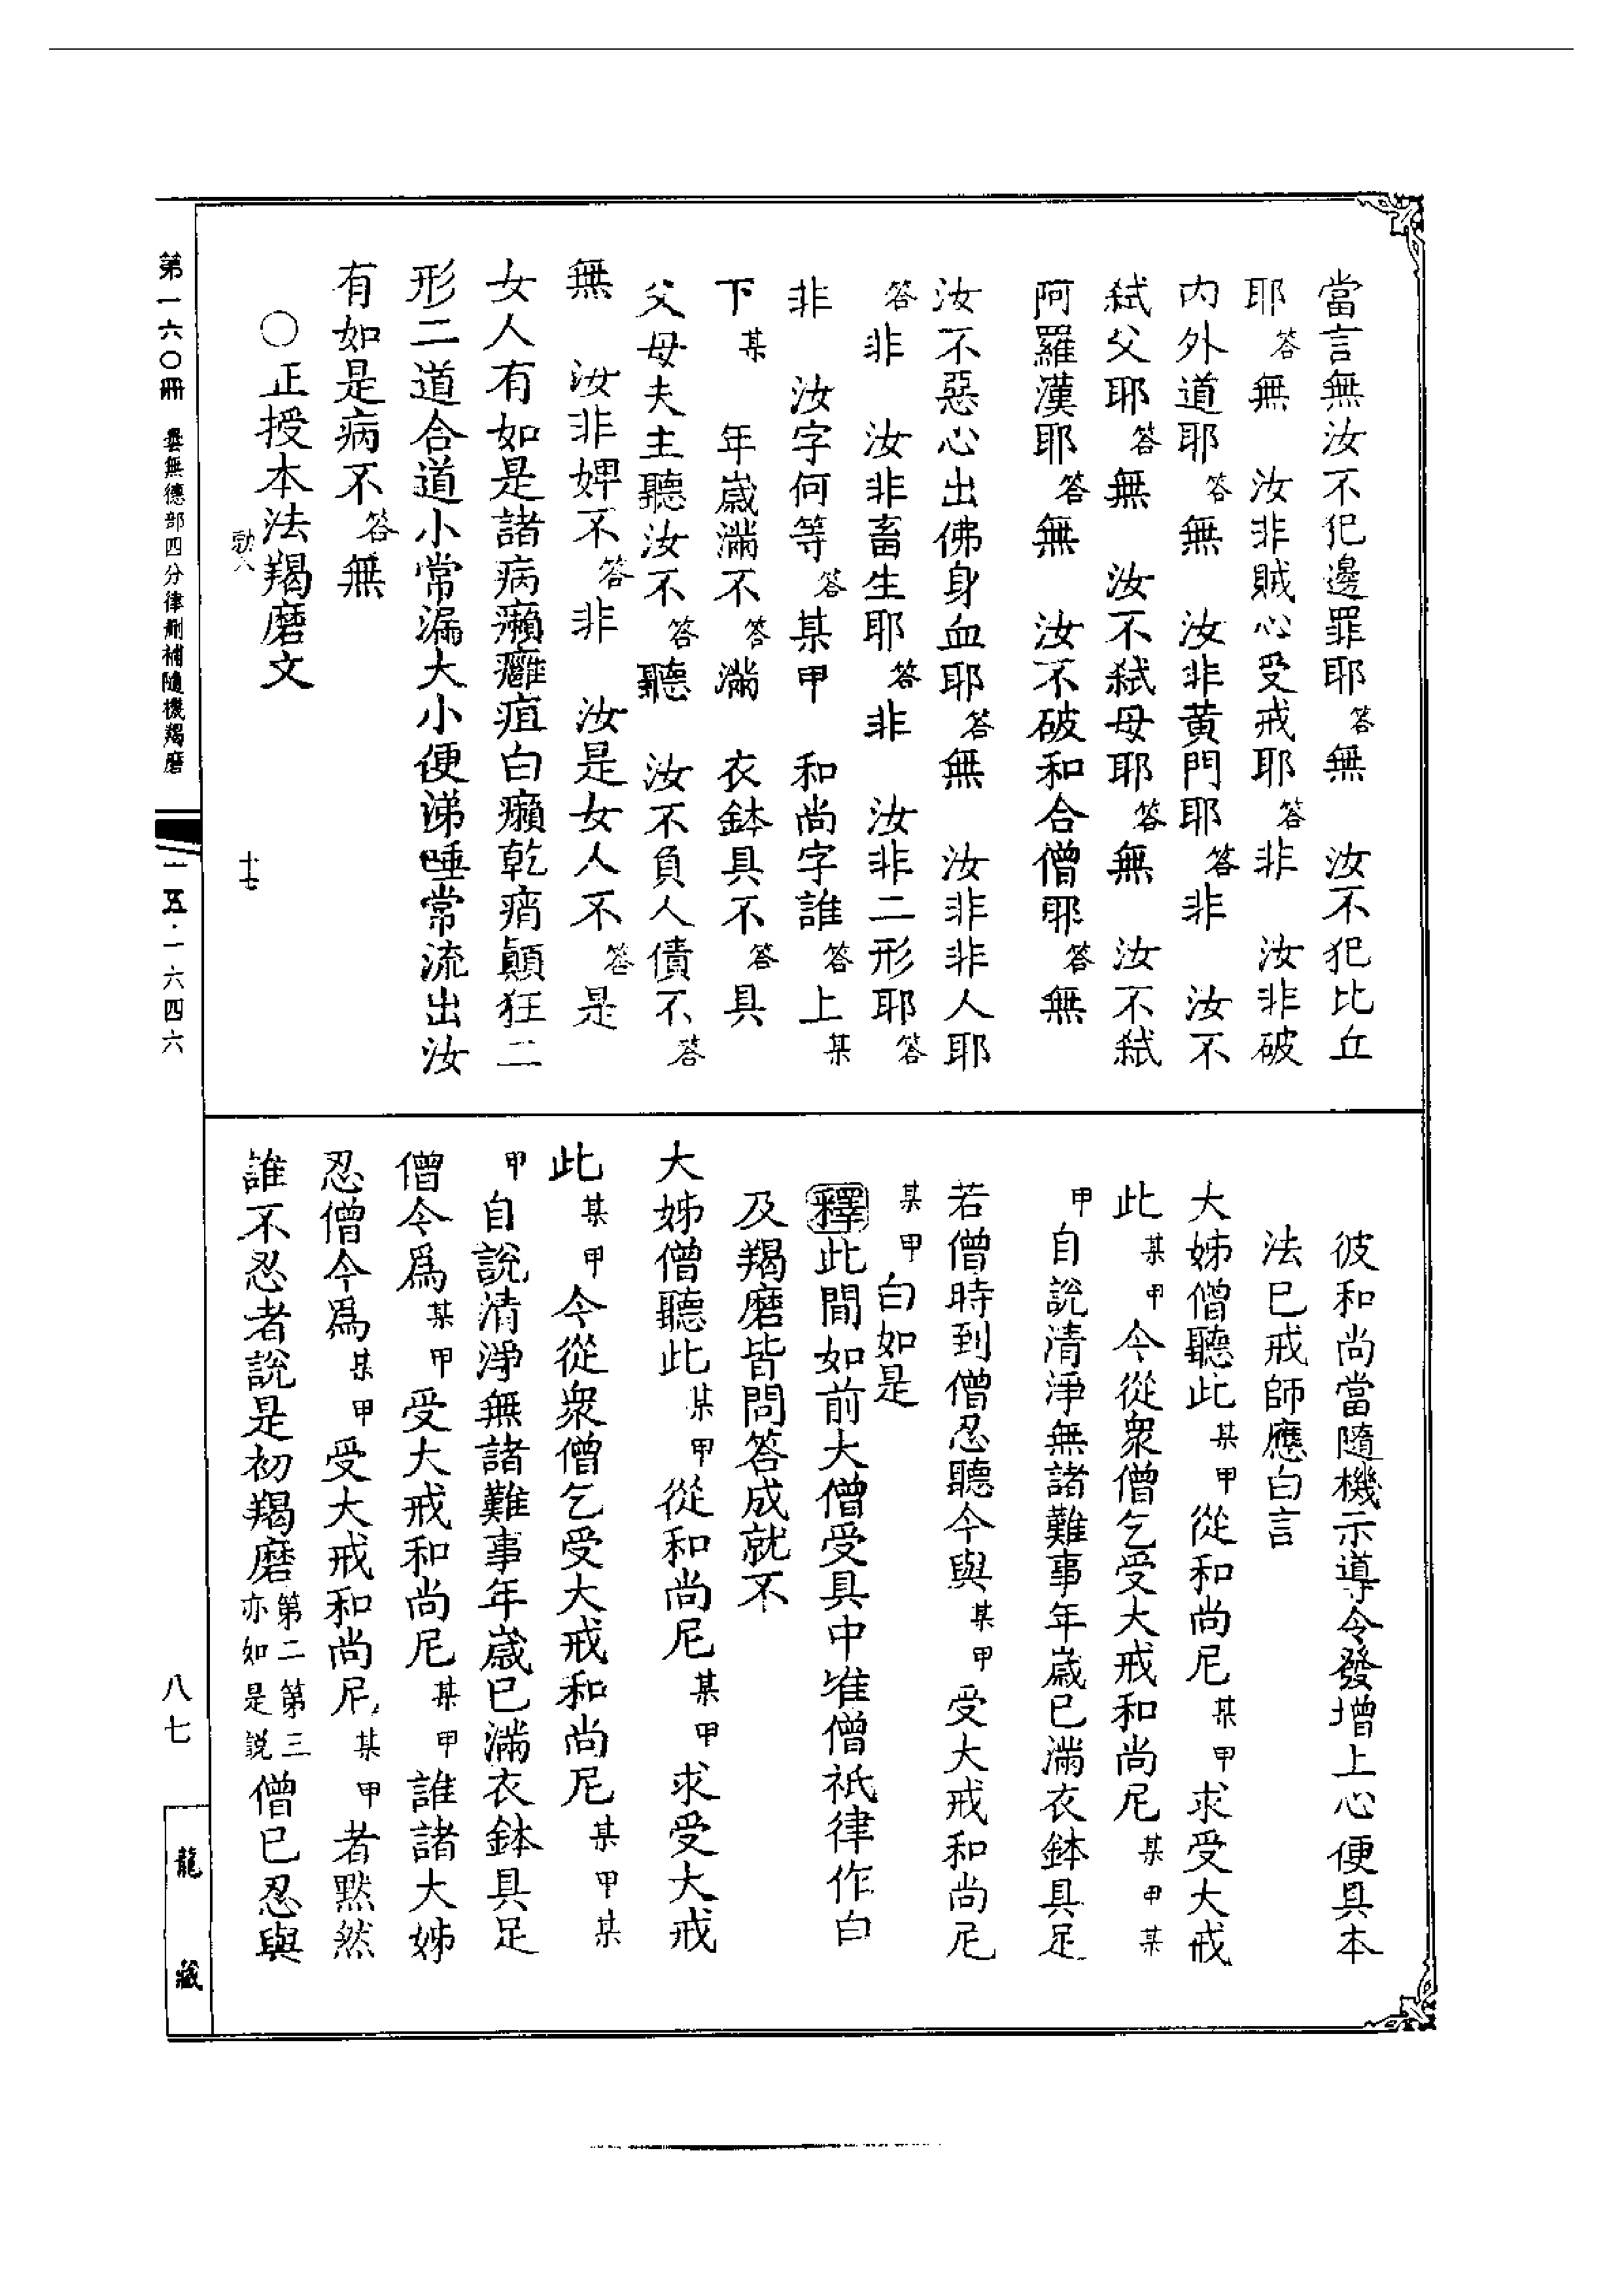 當言無汝不犯邊罪耶答無 汝不犯比丘
耶答無 汝非賊心受戒耶答非 汝非破
内外道耶答無 汝非黄門耶答非 汝不
弒父耶答無 汝不弒母耶答無 汝不弒
阿羅漢耶答無 汝不破和合僧耶答無
汝不惡心出佛身血耶答無 汝非非人耶
答非 汝非畜生耶答非 汝非二形耶答
非 汝字何等答某甲 和尚字誰答上某
下某 年歲滿不答滿 衣鉢具不答具
父母夫主聽汝不答聽 汝不負人債不答
無 汝非婢不答非 汝是女人不答是
女人有如是諸病癩癰疽白癩乾痟顛狂二
形二道合道小常漏大小便涕唾常流出汝
有如是病不答無
○正授本法羯磨文
十七
彼和尚當隨機示導令發增上心便具本
法已戒師應白言
大姊僧聽此某甲從和尚尼某甲求受大戒
此某甲今從衆僧乞受大戒和尚尼某甲某
甲自說清淨無諸難事年歲已滿衣鉢具足
若僧時到僧忍聽今與某甲受大戒和尚尼
某甲白如是
釋此間如前大僧受具中准僧祇律作白
及羯磨皆問答成就不
大姊僧聽此某甲從和尚尼某甲求受大戒
此某甲今從衆僧乞受大戒和尚尼某甲某
甲自說清淨無諸難事年歲已滿衣鉢具足
僧今爲某甲受大戒和尚尼某甲誰諸大姊
忍僧今爲某甲受大戒和尚尼某甲者黙然
誰不忍者說是初羯磨第二第三亦如是説僧已忍與
第一六〇冊 曇無德部四分律刪補隨機羯磨
一五·一六四六
八七
龍藏